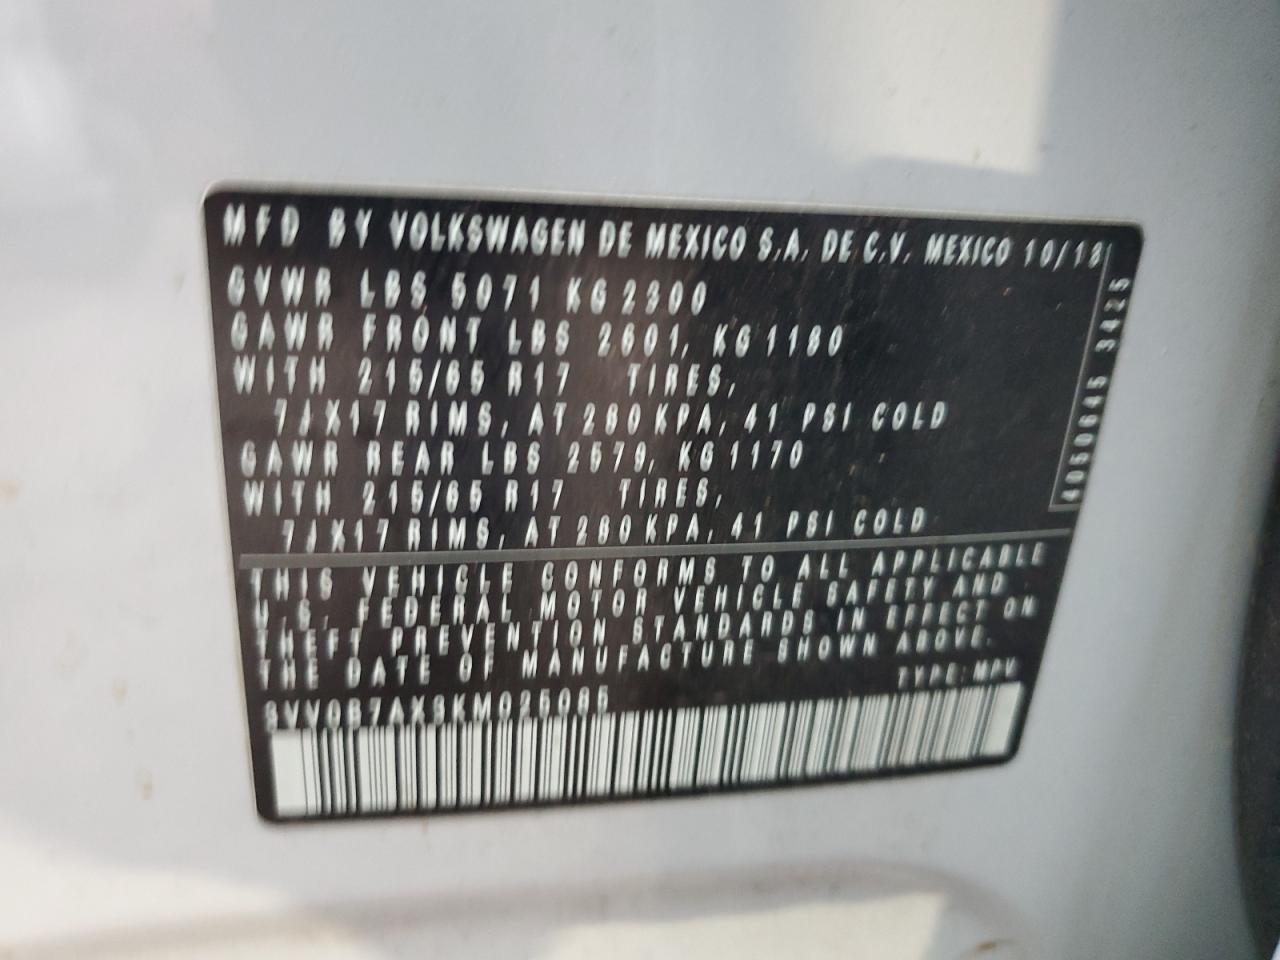 MFD BY VOLKSWAGEN DE MEXICO S.A. DE C.V. MEXICO 10/18
GVWR LBS 5071 KG 2300
GAWR FRONT LBS 2601, KG 1180
WITH 215/65 R17 TIRES,
7JX17 RIMS, AT 280 KPA, 41 PSI COLD
GAWR REAR LBS 2579, KG 1170
WITH 215/65 R17 TIRES,
7JX17 RIMS, AT 280 KPA, 41 PSI COLD
4050645 3425
THIS VEHICLE CONFORMS TO ALL APPLICABLE
U.S. FEDERAL MOTOR VEHICLE SAFETY AND
THEFT PREVENTION STANDARDS IN EFFECT ON
THE DATE OF MANUFACTURE SHOWN ABOVE.
3VV0B7AX3KM025085
TYPE: MPV